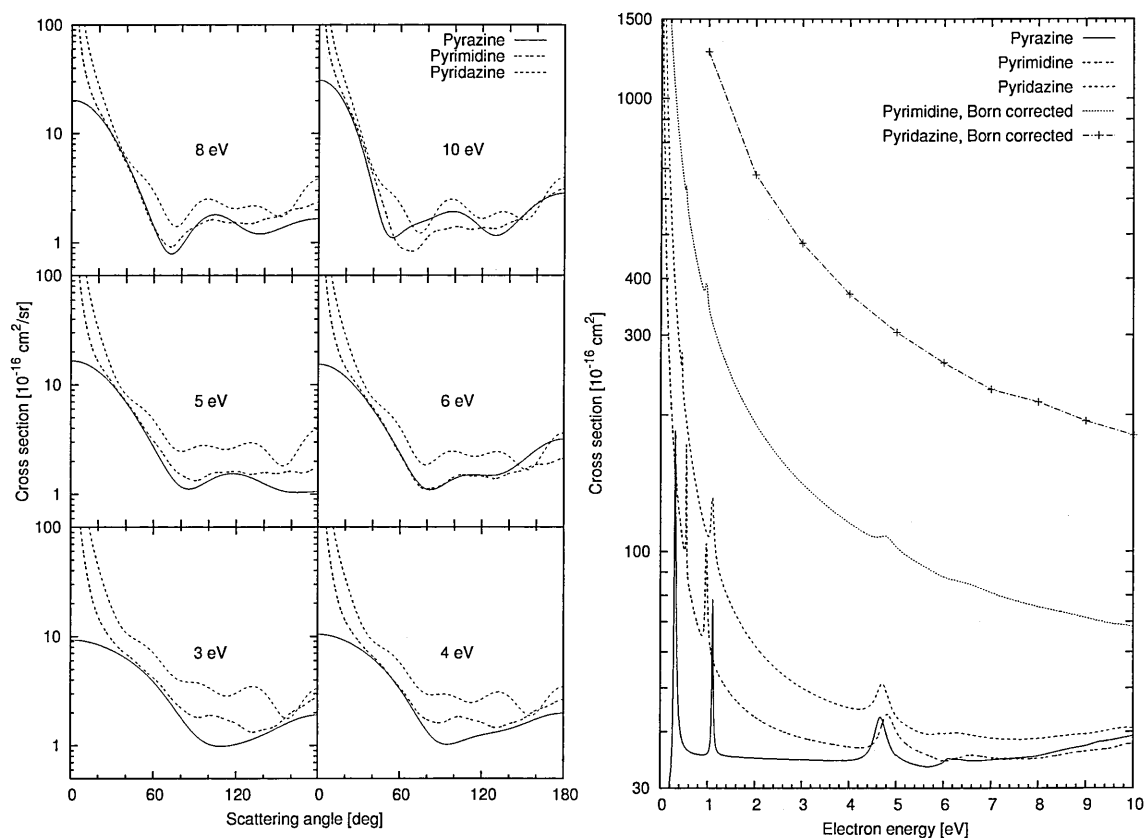 100
10
1
8 eV
Pyrazine
Pyrimidine
Pyridazine
10 eV
100
10
1
5 eV
6 eV
Cross section [10⁻¹⁶ cm²/sr]
100
10
1
3 eV
4 eV
0 60 120 0 60 120 180
Scattering angle [deg]
1500
1000
400
300
100
30
Cross section [10⁻¹⁶ cm²]
Pyrazine
Pyrimidine
Pyridazine
Pyrimidine, Born corrected
Pyridazine, Born corrected
0 1 2 3 4 5 6 7 8 9 10
Electron energy [eV]